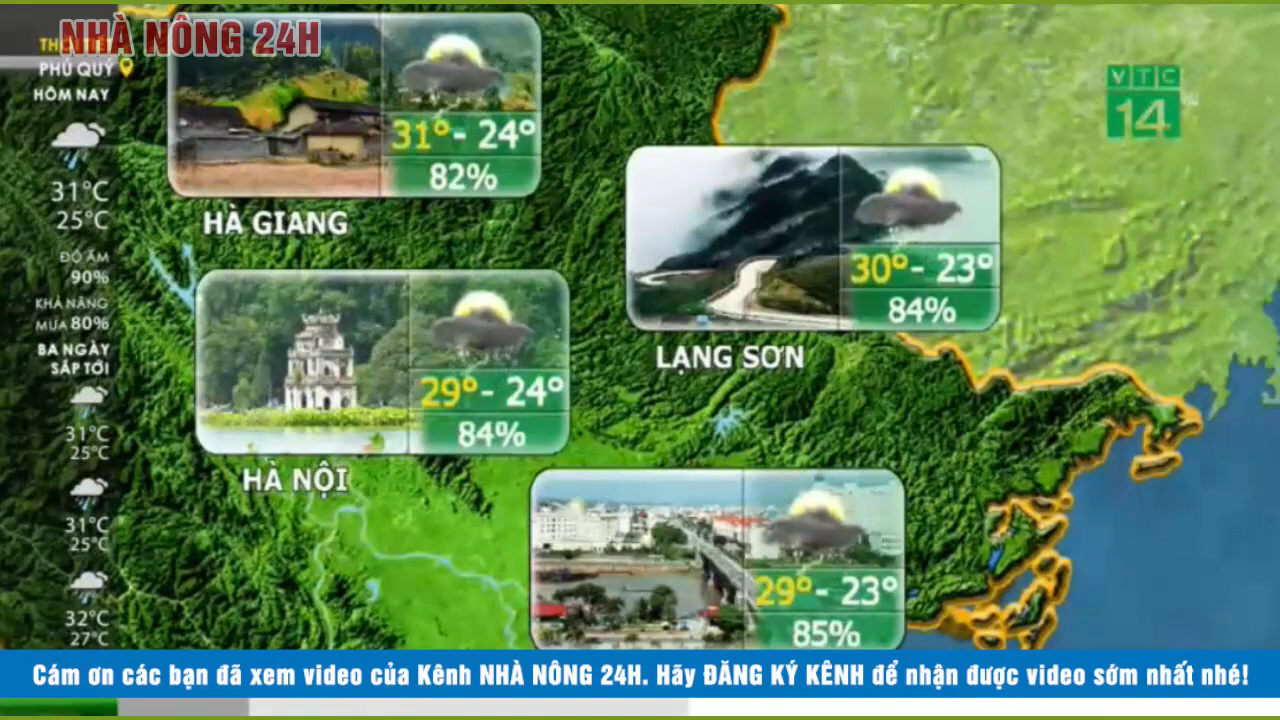 NHÀ NÔNG 24H
PHÚ QUÝ
HÔM NAY
31°C
25°C
ĐỘ ẨM
90%
KHẢ NĂNG
MƯA 80%
BA NGÀY
SẮP TỚI
31°C
25°C
31°C
25°C
32°C
27°C
31° - 24°
82%
HÀ GIANG
VTC
14
30° - 23°
84%
LẠNG SƠN
29° - 24°
84%
HÀ NỘI
29° - 23°
85%
Cám ơn các bạn đã xem video của Kênh NHÀ NÔNG 24H. Hãy ĐĂNG KÝ KÊNH để nhận được video sớm nhất nhé!